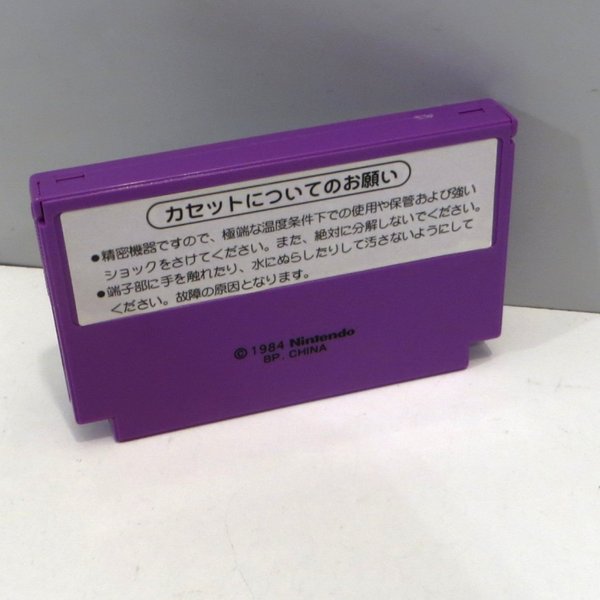 カセットについてのお願い
●精密機器ですので、極端な温度条件下での使用や保管および強い
ショックをさけてください。また、絶対に分解しないでください。
●端子部に手を触れたり、水にぬらしたりして汚さないようにして
ください。故障の原因となります。
© 1984 Nintendo
BP. CHINA